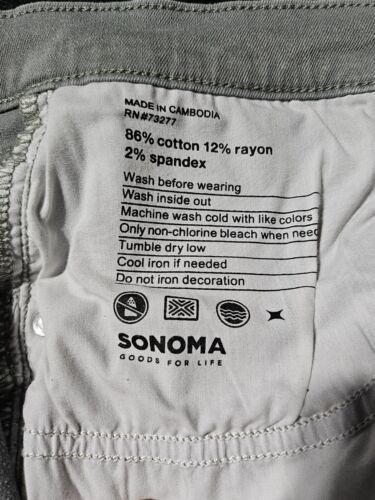 MADE IN CAMBODIA
RN#73277
86% cotton 12% rayon
2% spandex
Wash before wearing
Wash inside out
Machine wash cold with like colors
Only non-chlorine bleach when
Tumble dry low
Cool iron if needed
Do not iron decoration
SONOMA
GOODS FOR LIFE